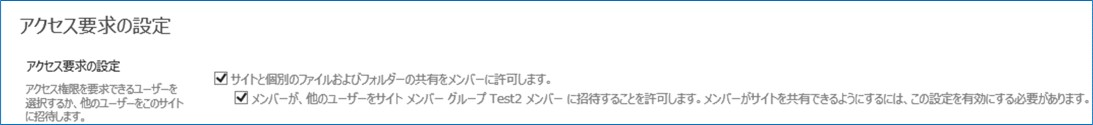 アクセス要求の設定
アクセス要求の設定
アクセス権限を要求できるユーザーを
選択するか、他のユーザーをこのサイト
に招待します。
サイトと個別のファイルおよびフォルダーの共有をメンバーに許可します。
メンバーが、他のユーザーをサイト メンバー グループ Test2 メンバー に招待することを許可します。メンバーがサイトを共有できるようにするには、この設定を有効にする必要があります。